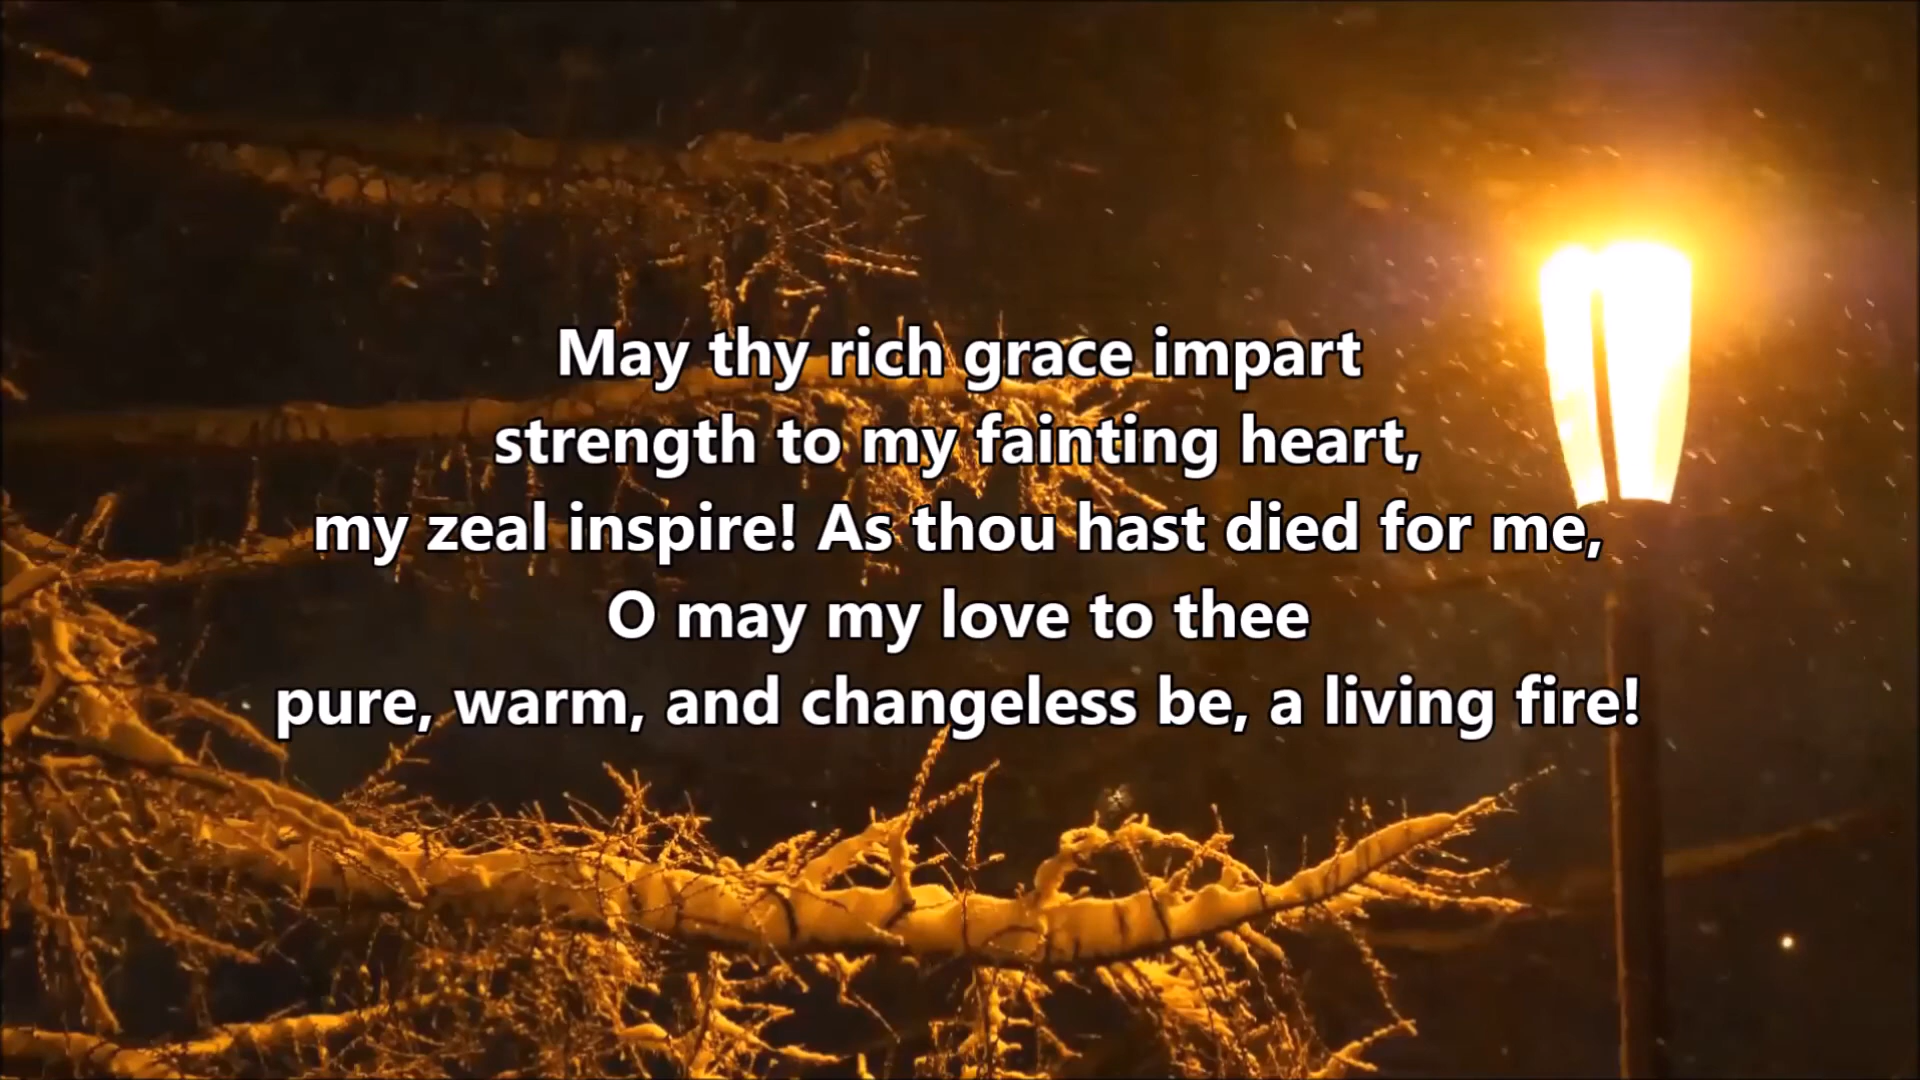 May thy rich grace impart
strength to my fainting heart,
my zeal inspire! As thou hast died for me,
O may my love to thee
pure, warm, and changeless be, a living fire!